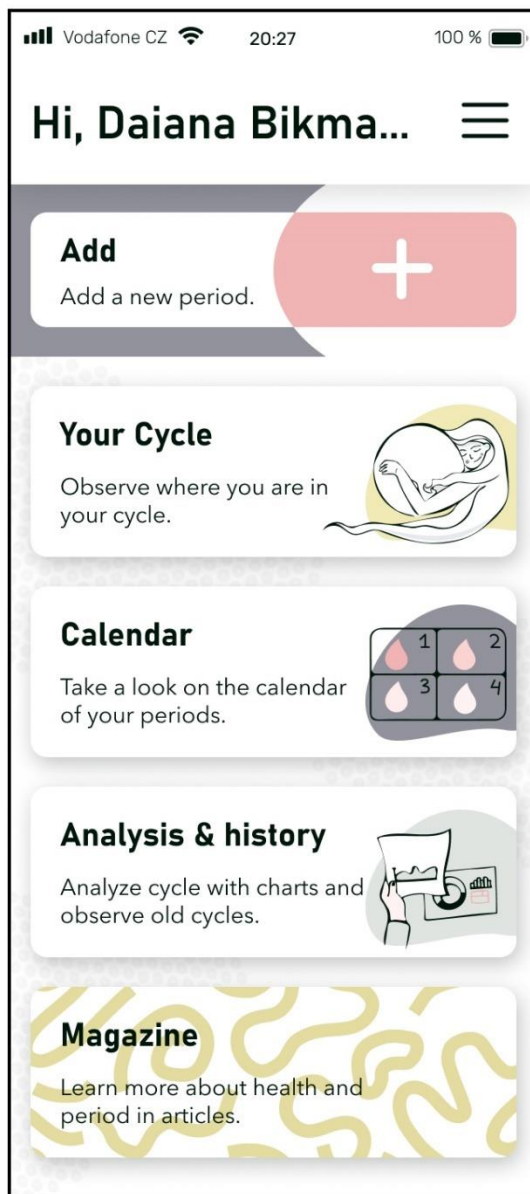 Vodafone CZ 20:27 100 %
Hi, Daiana Bikma...
Add
Add a new period.
Your Cycle
Observe where you are in
your cycle.
Calendar
Take a look on the calendar
of your periods.
1 2
3 4
Analysis & history
Analyze cycle with charts and
observe old cycles.
Magazine
Learn more about health and
period in articles.